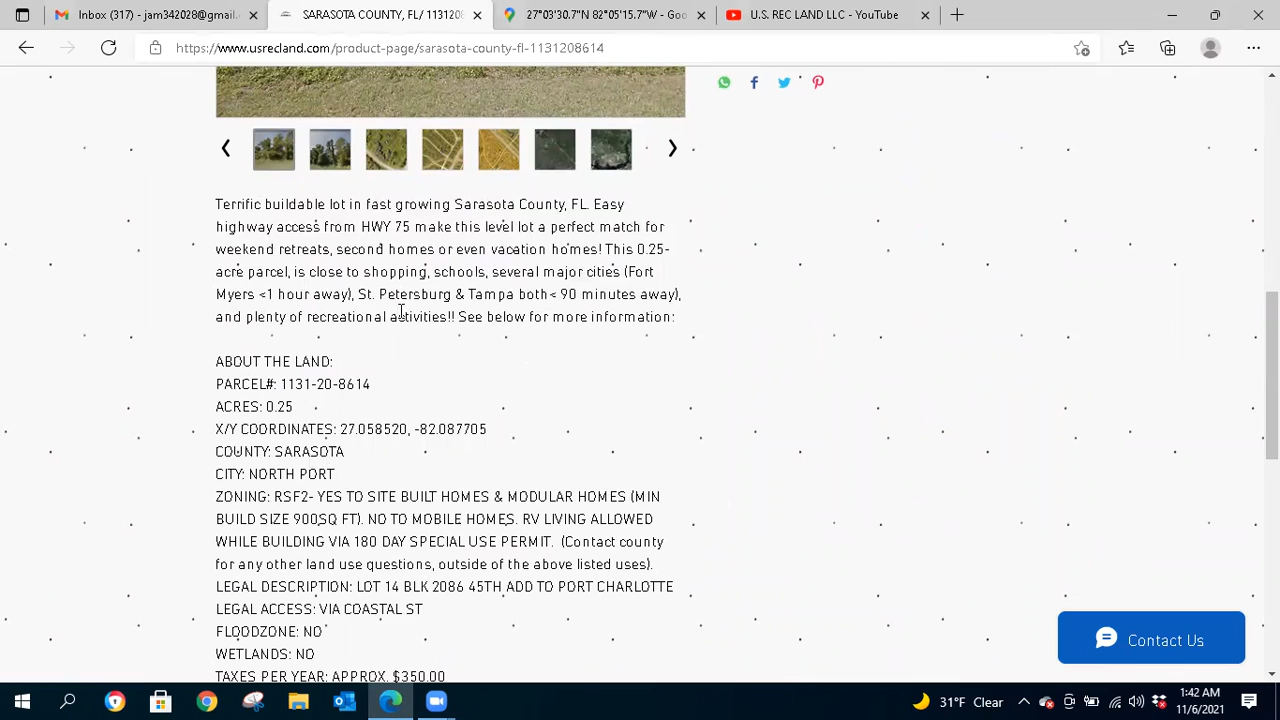 Inbox (317) - jam342028@gmail.c
SARASOTA COUNTY, FL/ 1131208
27°03'30.7"N 82°05'15.7"W - Goo
U.S. REC LAND LLC - YouTube
https://www.usrecland.com/product-page/sarasota-county-fl-1131208614
Terrific buildable lot in fast growing Sarasota County, FL. Easy
highway access from HWY 75 make this level lot a perfect match for
weekend retreats, second homes or even vacation homes! This 0.25-
acre parcel, is close to shopping, schools, several major cities (Fort
Myers <1 hour away), St. Petersburg & Tampa both< 90 minutes away),
and plenty of recreational activities!! See below for more information:
ABOUT THE LAND:
PARCEL#: 1131-20-8614
ACRES: 0.25
X/Y COORDINATES: 27.058520, -82.087705
COUNTY: SARASOTA
CITY: NORTH PORT
ZONING: RSF2- YES TO SITE BUILT HOMES & MODULAR HOMES (MIN
BUILD SIZE 900SQ FT). NO TO MOBILE HOMES. RV LIVING ALLOWED
WHILE BUILDING VIA 180 DAY SPECIAL USE PERMIT. (Contact county
for any other land use questions, outside of the above listed uses).
LEGAL DESCRIPTION: LOT 14 BLK 2086 45TH ADD TO PORT CHARLOTTE
LEGAL ACCESS: VIA COASTAL ST
FLOODZONE: NO
WETLANDS: NO
TAXES PER YEAR: APPROX. $350.00
Contact Us
31°F Clear
1:42 AM
11/6/2021